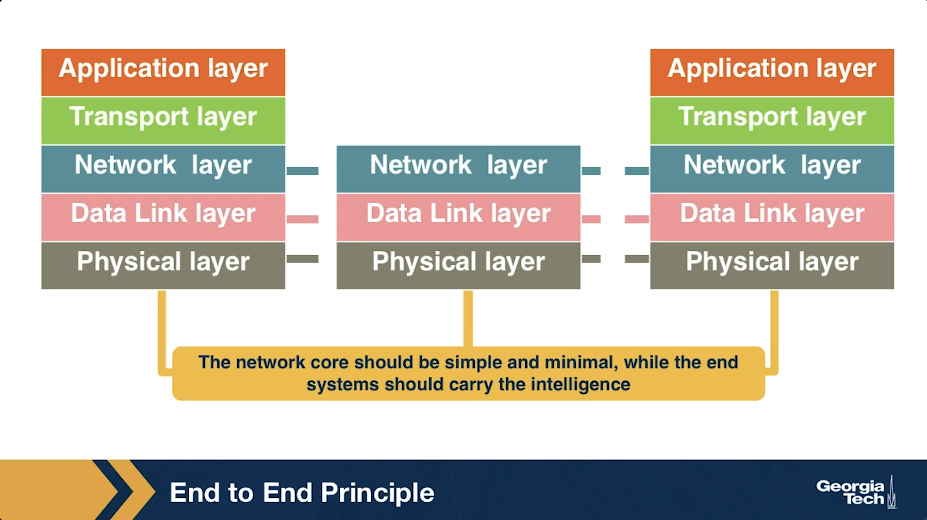 Application layer
Transport layer
Network layer
Data Link layer
Physical layer
Network layer
Data Link layer
Physical layer
Application layer
Transport layer
Network layer
Data Link layer
Physical layer
The network core should be simple and minimal, while the end
systems should carry the intelligence
End to End Principle
Georgia
Tech